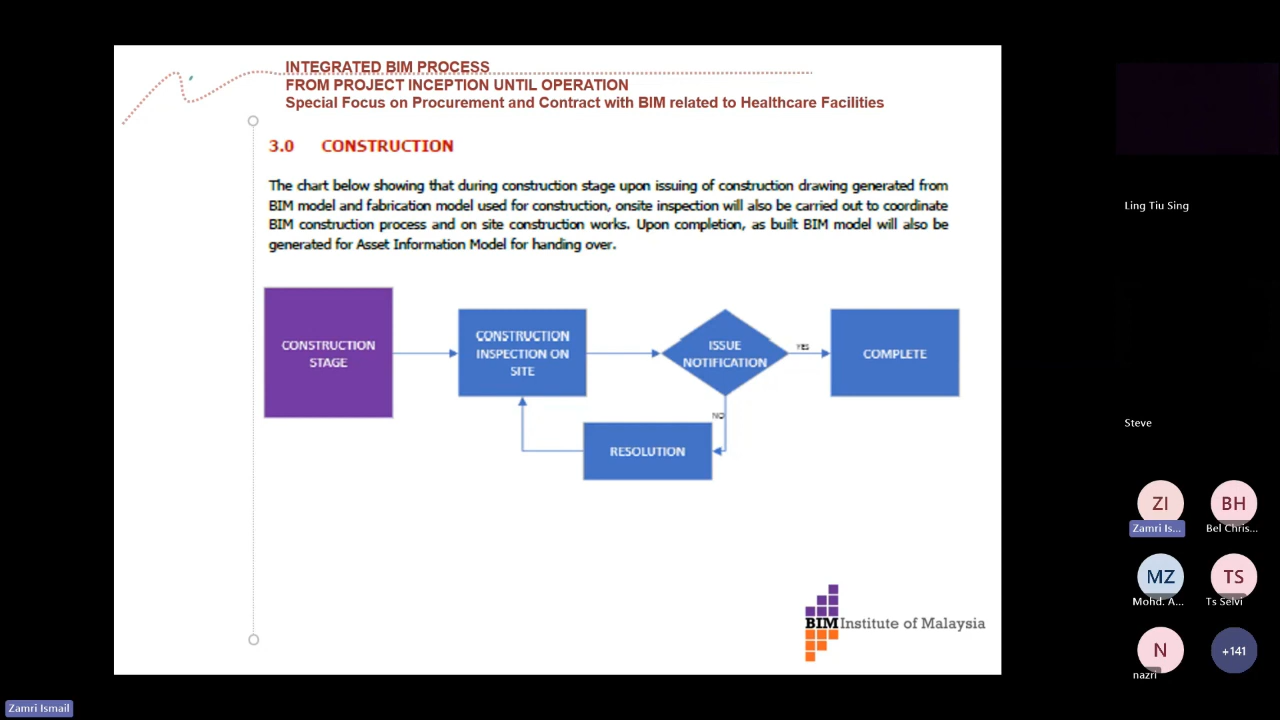 INTEGRATED BIM PROCESS
FROM PROJECT INCEPTION UNTIL OPERATION
Special Focus on Procurement and Contract with BIM related to Healthcare Facilities
3.0 CONSTRUCTION
The chart below showing that during construction stage upon issuing of construction drawing generated from
BIM model and fabrication model used for construction, onsite inspection will also be carried out to coordinate
BIM construction process and on site construction works. Upon completion, as built BIM model will also be
generated for Asset Information Model for handing over.
CONSTRUCTION
STAGE
CONSTRUCTION
INSPECTION ON
SITE
ISSUE
NOTIFICATION
YES
COMPLETE
NO
RESOLUTION
BIM Institute of Malaysia
Ling Tiu Sing
Steve
ZI
BH
Zamri Is...
Bel Chris...
MZ
TS
Mohd. A...
Ts Selvi
N
+141
nazri
Zamri Ismail